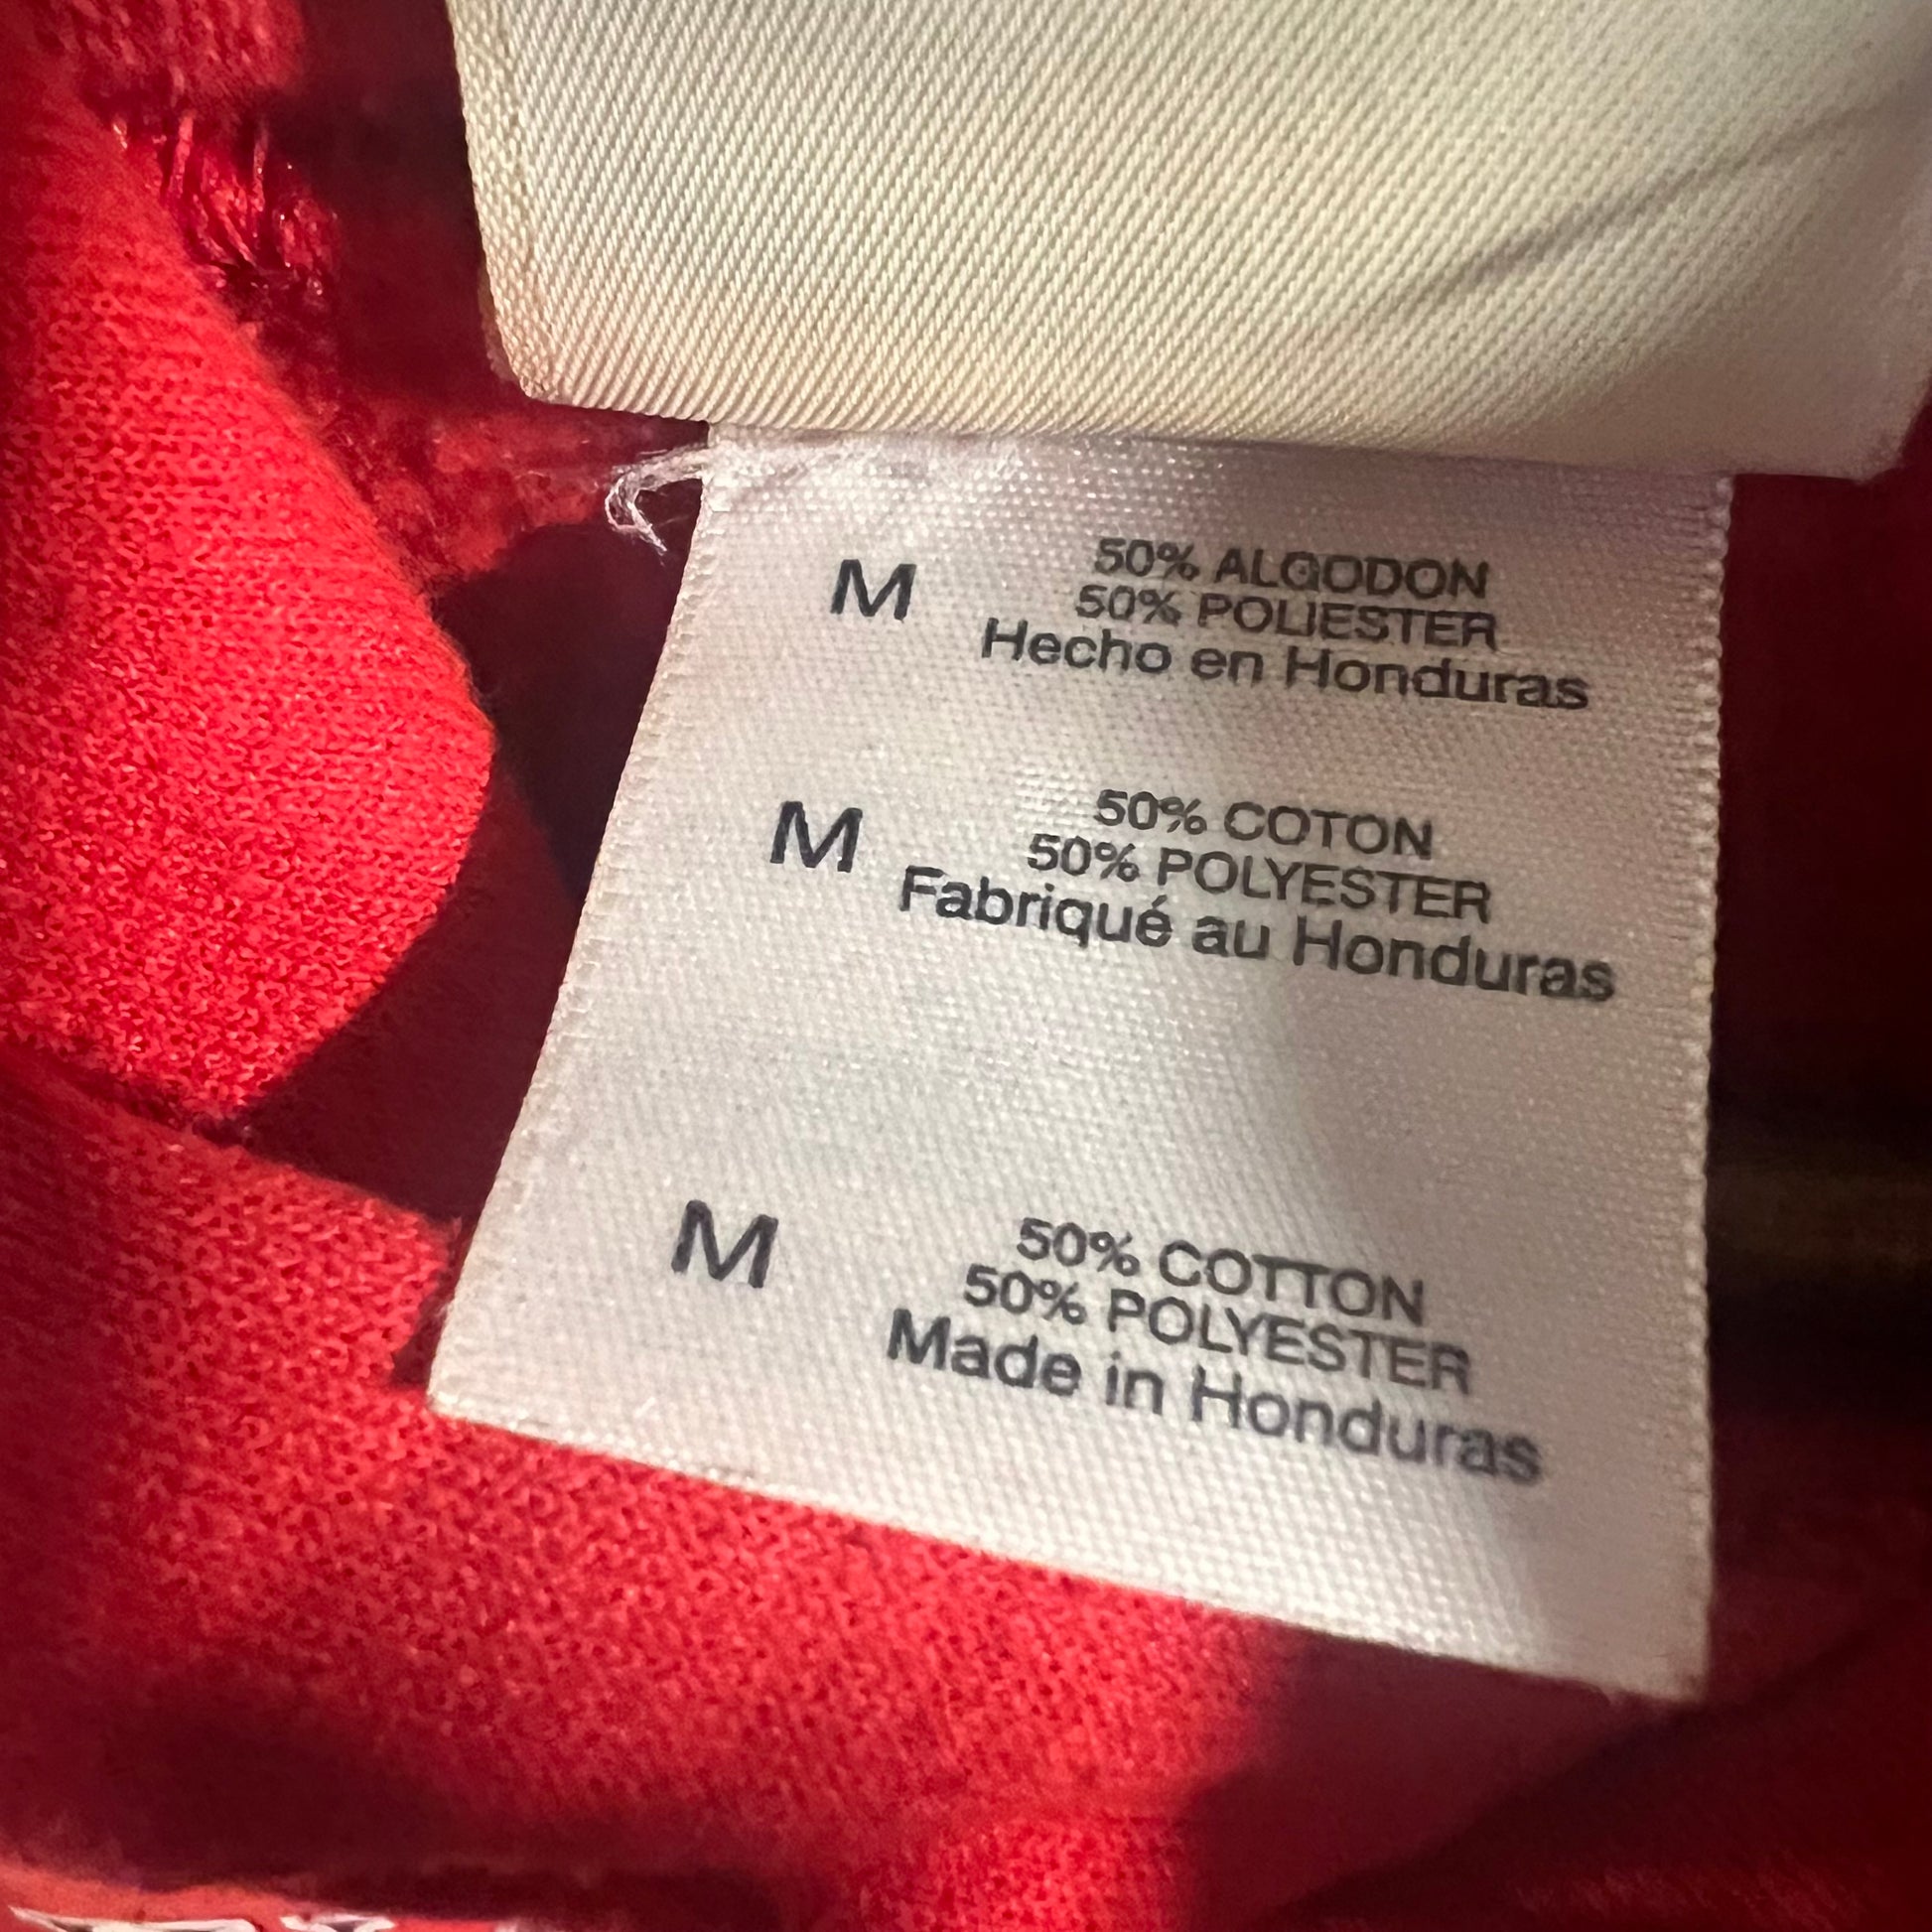 M 50% ALGODON
50% POLIESTER
Hecho en Honduras
M 50% COTON
50% POLYESTER
Fabriqué au Honduras
M 50% COTTON
50% POLYESTER
Made in Honduras